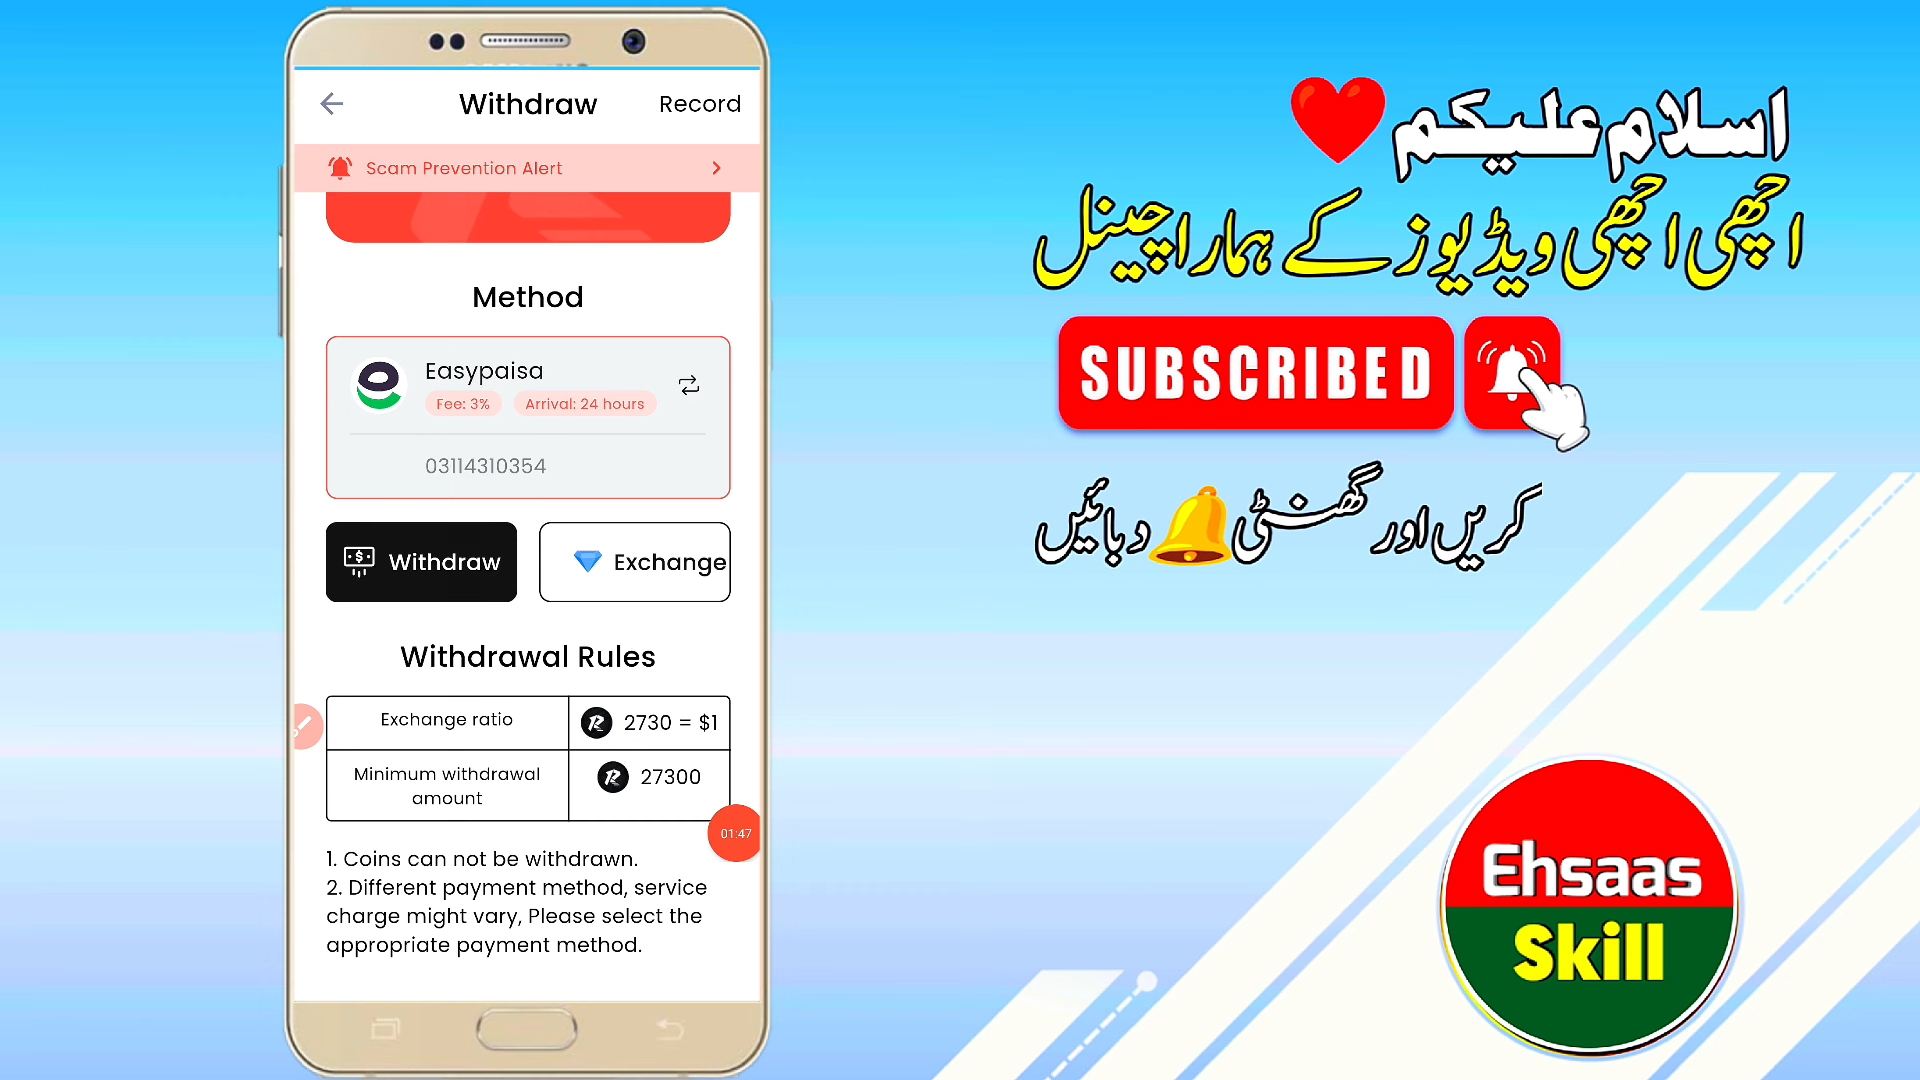 Withdraw
Record
Scam Prevention Alert
Method
Easypaisa
Fee: 3%
Arrival: 24 hours
03114310354
Withdraw
Exchange
Withdrawal Rules
Exchange ratio
2730 = $1
Minimum withdrawal
amount
27300
01:47
1. Coins can not be withdrawn.
2. Different payment method, service
charge might vary, Please select the
appropriate payment method.
اسلام علیکم
اچھی اچھی ویڈیوز کے ہمارا چینل
SUBSCRIBED
کریں اور گھنٹی دبائیں
Ehsaas
Skill